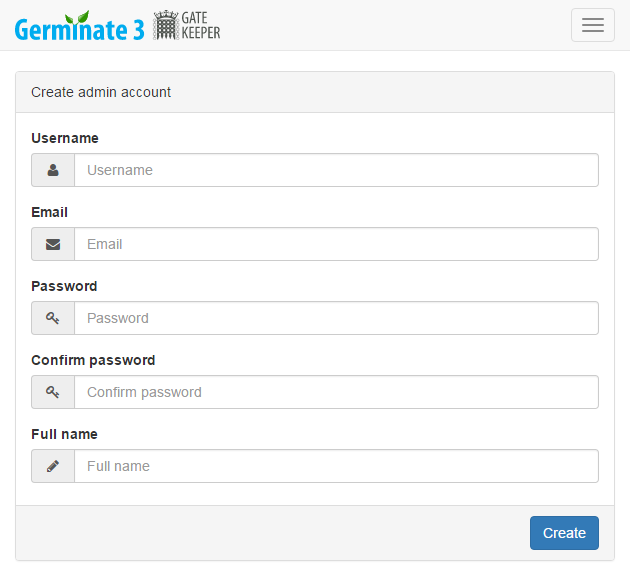 Germinate 3 GATE
KEEPER
Create admin account
Username
Username
Email
Email
Password
Password
Confirm password
Confirm password
Full name
Full name
Create